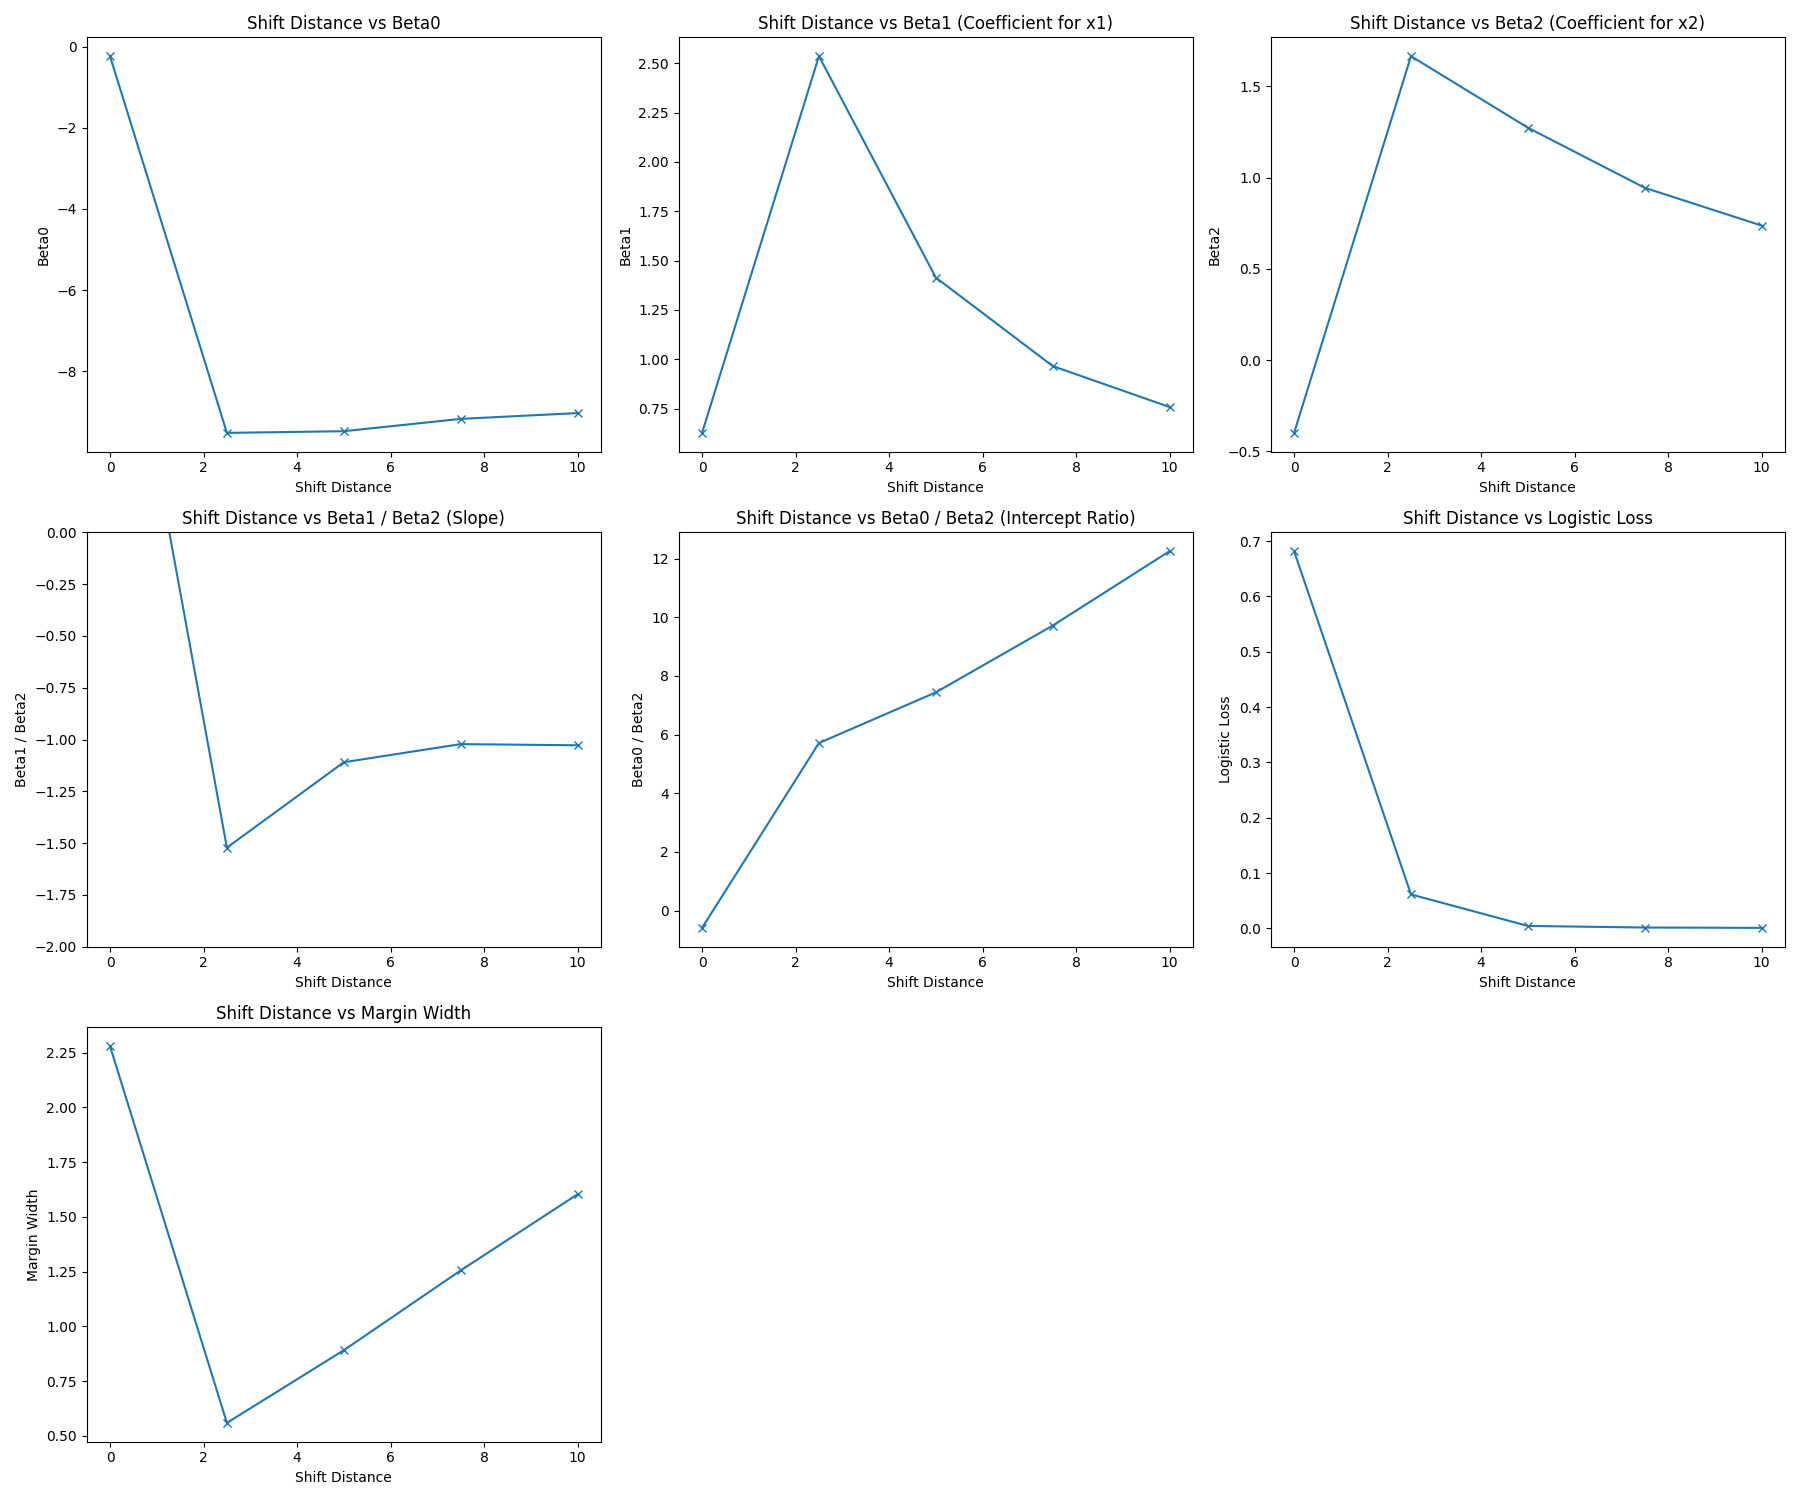 Shift Distance vs Beta0
Beta0
0
−2
−4
−6
−8
0 2 4 6 8 10
Shift Distance
Shift Distance vs Beta1 (Coefficient for x1)
Beta1
2.50
2.25
2.00
1.75
1.50
1.25
1.00
0.75
0 2 4 6 8 10
Shift Distance
Shift Distance vs Beta2 (Coefficient for x2)
Beta2
1.5
1.0
0.5
0.0
−0.5
0 2 4 6 8 10
Shift Distance
Shift Distance vs Beta1 / Beta2 (Slope)
Beta1 / Beta2
0.00
−0.25
−0.50
−0.75
−1.00
−1.25
−1.50
−1.75
−2.00
0 2 4 6 8 10
Shift Distance
Shift Distance vs Beta0 / Beta2 (Intercept Ratio)
Beta0 / Beta2
12
10
8
6
4
2
0
0 2 4 6 8 10
Shift Distance
Shift Distance vs Logistic Loss
Logistic Loss
0.7
0.6
0.5
0.4
0.3
0.2
0.1
0.0
0 2 4 6 8 10
Shift Distance
Shift Distance vs Margin Width
Margin Width
2.25
2.00
1.75
1.50
1.25
1.00
0.75
0.50
0 2 4 6 8 10
Shift Distance